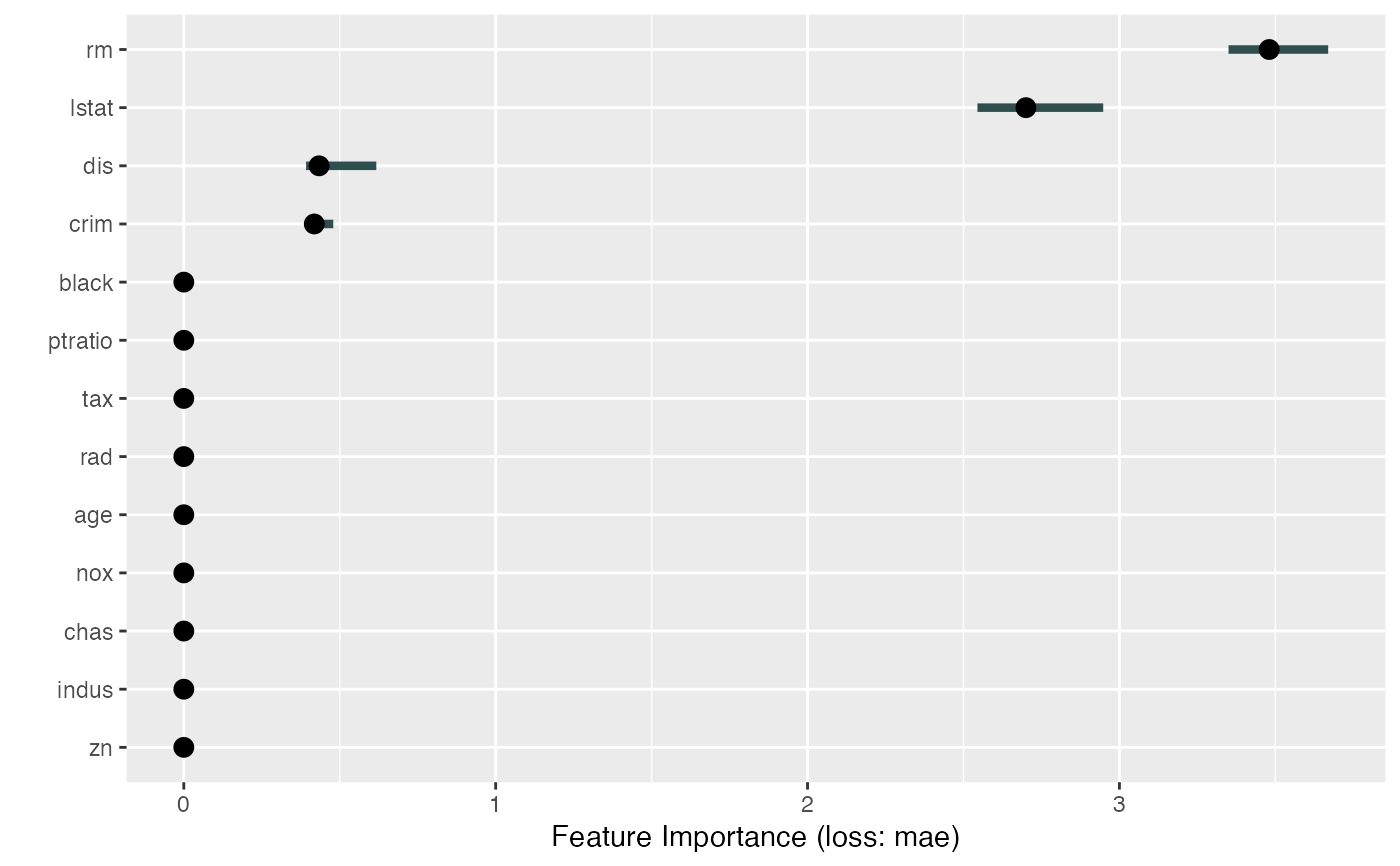 rm
lstat
dis
crim
black
ptratio
tax
rad
age
nox
chas
indus
zn
0 1 2 3
Feature Importance (loss: mae)